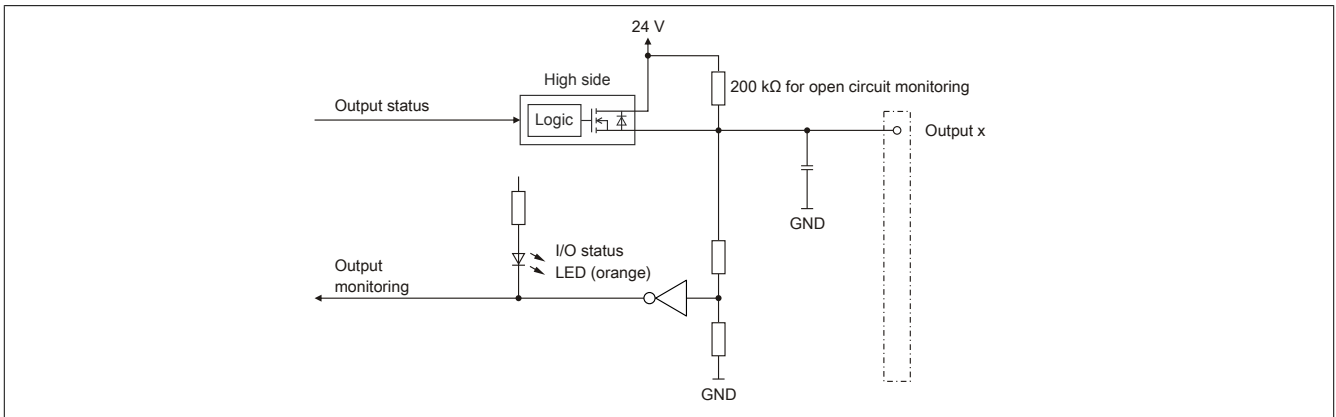 24 V
High side
200 kΩ for open circuit monitoring
Output status
Logic
Output x
GND
I/O status
LED (orange)
Output
monitoring
GND